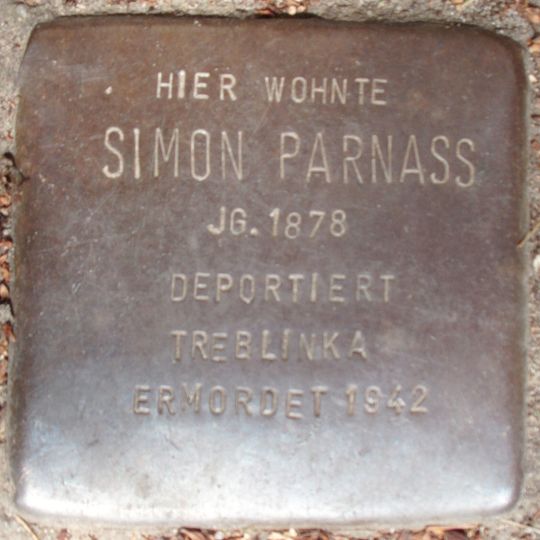 HIER WOHNTE
SIMON PARNASS
JG. 1878
DEPORTIERT
TREBLINKA
ERMORDET 1942